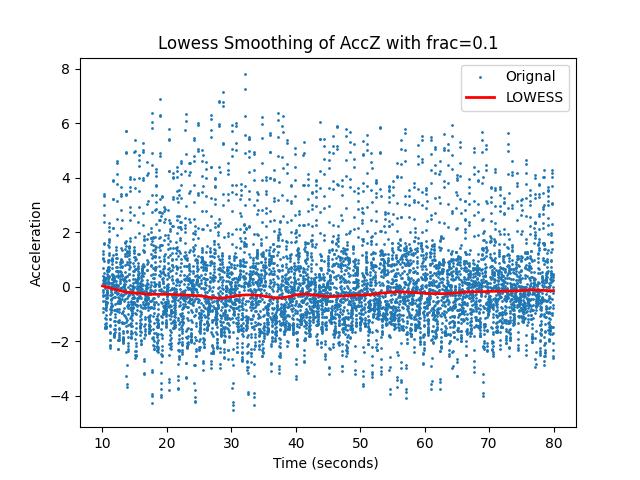 Lowess Smoothing of AccZ with frac=0.1
Orignal
LOWESS
8
6
4
2
0
−2
−4
Acceleration
10 20 30 40 50 60 70 80
Time (seconds)